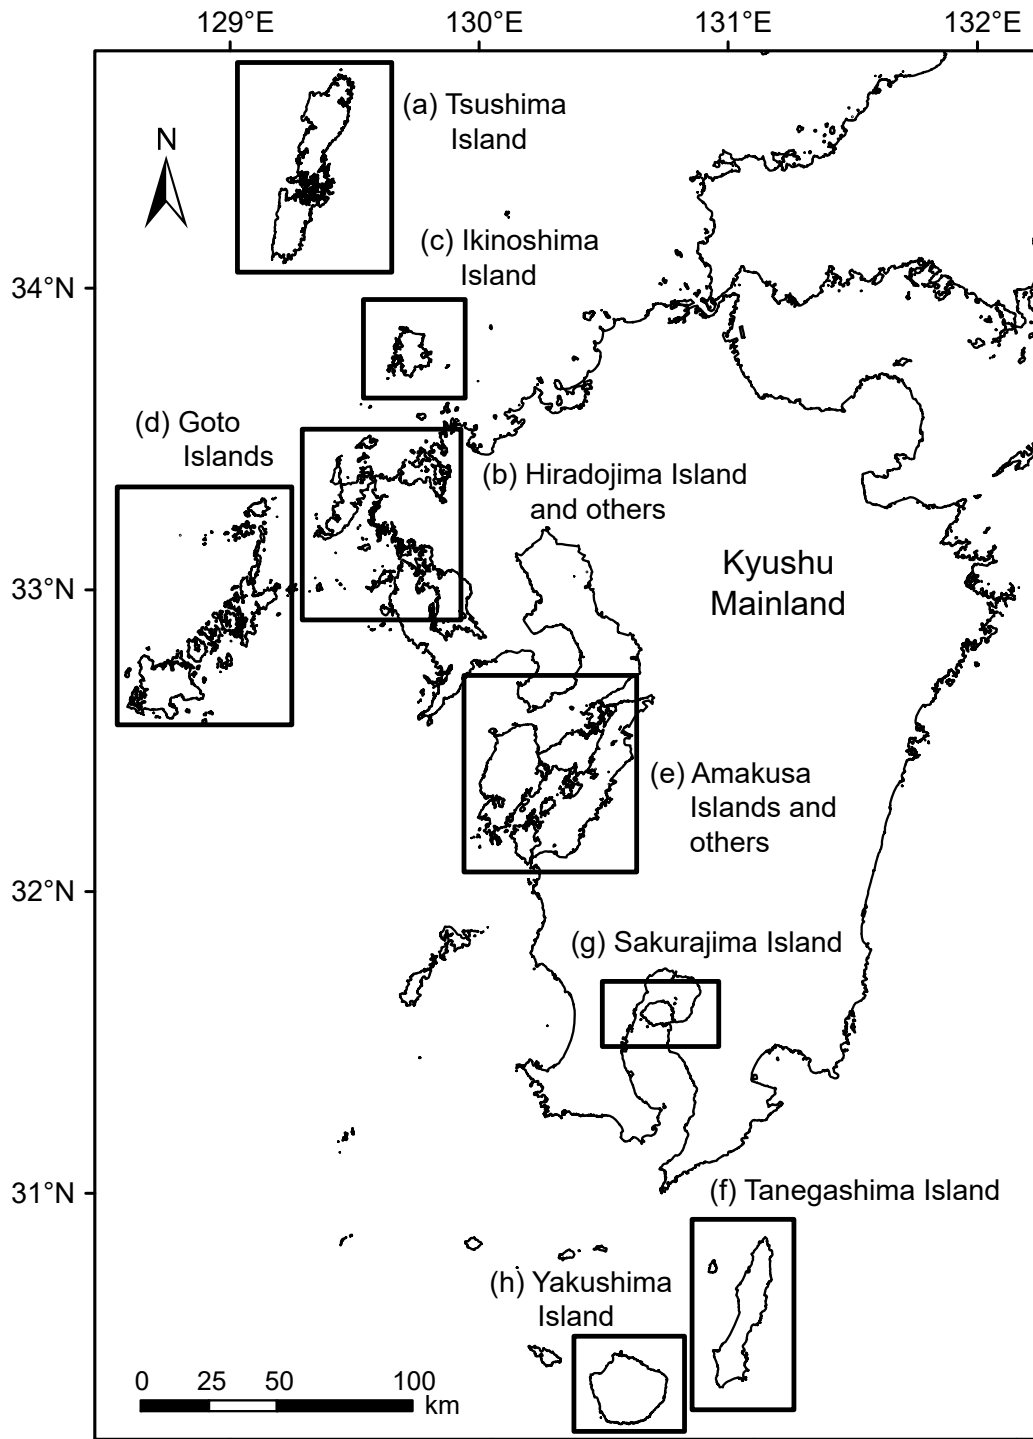 129°E 130°E 131°E 132°E
(a) Tsushima
Island
N
(c) Ikinoshima
Island
34°N
(d) Goto
Islands
(b) Hiradojima Island
and others
Kyushu
Mainland
33°N
(e) Amakusa
Islands and
others
32°N
(g) Sakurajima Island
31°N
(f) Tanegashima Island
(h) Yakushima
Island
0 25 50 100
km